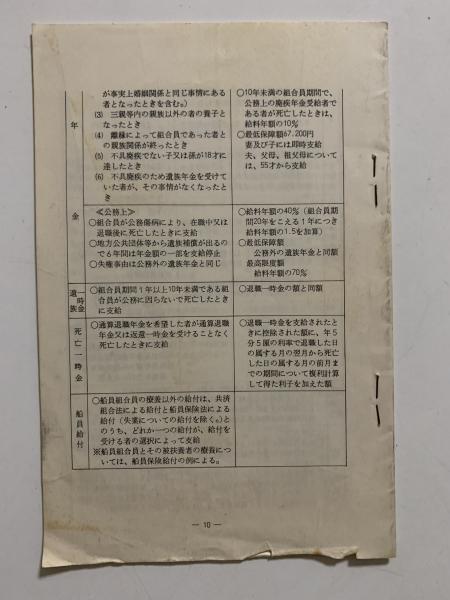 年
が事実上婚姻関係と同じ事情にある
者となったときを含む。)
(3) 三親等内の親族以外の者の養子と
なったとき
(4) 離縁によって組合員であった者と
の親族関係が終ったとき
(5) 不具廃疾でない子又は孫が18才に
達したとき
(6) 不具廃疾のため遺族年金を受けて
いた者が、その事情がなくなったと
き
○10年未満の組合員期間で、
公務上の廃疾年金受給者で
ある者が死亡したときは、
給料年額の10%
○最低保障額67,200円
妻及び子には即時支給
夫、父母、祖父母について
は、55才から支給
金
≪公務上≫
○組合員が公務傷病により、在職中又は
退職後に死亡したときに支給
○地方公共団体等から遺族補償が出るの
でも6年間は年金額の一部を支給停止
○失権事由は公務外の遺族年金と同じ
○給料年額の40%(組合員期
間20年をこえる1年につき
給料年額の1.5を加算)
○最低保障額
公務外の遺族年金と同額
最高限度額
給料年額の70%
遺族一時金
○組合員期間1年以上10年未満である組
合員が公務に因らないで死亡したとき
に支給
○退職一時金の額と同額
死亡一時金
○通算退職年金を希望した者が通算退職
年金又は返還一時金を受けることなく
死亡したときに支給
○退職一時金を支給されたと
きに控除された額に、年5
分5厘の利率で退職した日
の属する月の翌月から死亡
した日の属する月の前月ま
での期間について複利計算
して得た利子を加えた額
船員給付
○船員組合員の療養以外の給付は、共済
組合法による給付と船員保険法による
給付(失業についての給付を除く。)と
のうち、どれか一つの給付が、給付を
受ける者の選択によって支給
※船員組合員とその被扶養者の療養につ
いては、船員保険給付の例による。
— 10 —